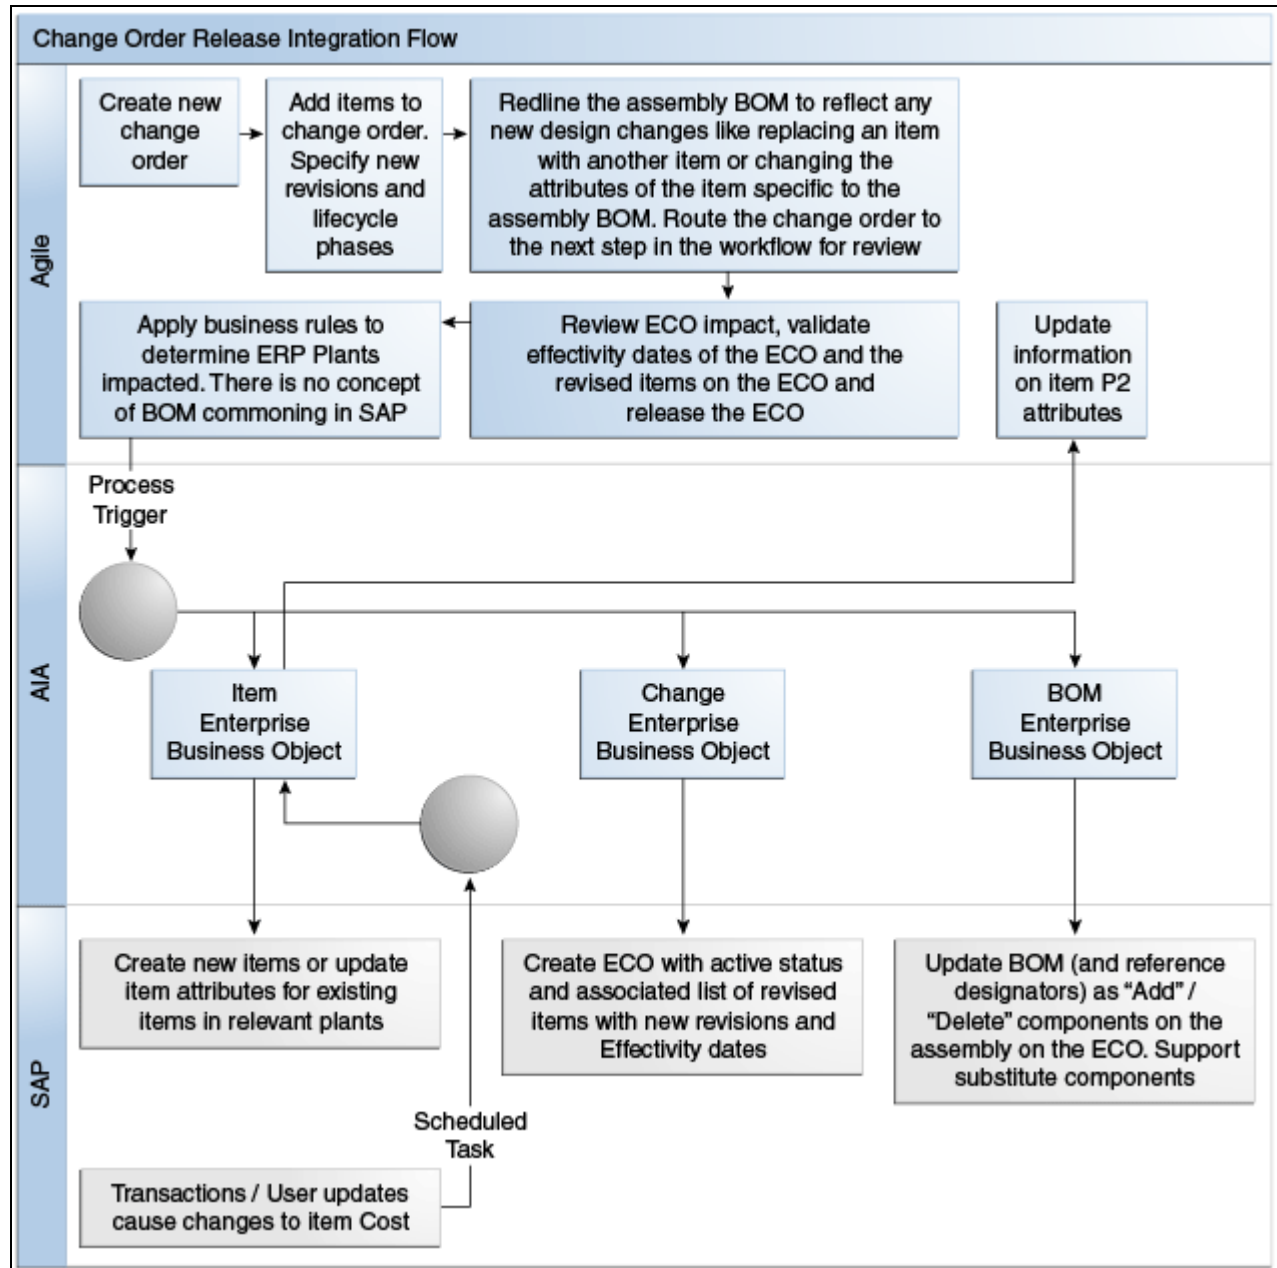 Change Order Release Integration Flow
Agile
Create new
change
order
Add items to
change order.
Specify new
revisions and
lifecycle
phases
Redline the assembly BOM to reflect any
new design changes like replacing an item
with another item or changing the
attributes of the item specific to the
assembly BOM. Route the change order to
the next step in the workflow for review
Apply business rules to
determine ERP Plants
impacted. There is no concept
of BOM commoning in SAP
Review ECO impact, validate
effectivity dates of the ECO and the
revised items on the ECO and
release the ECO
Update
information
on item P2
attributes
AIA
Process
Trigger
Item
Enterprise
Business Object
Change
Enterprise
Business Object
BOM
Enterprise
Business Object
SAP
Create new items or update
item attributes for existing
items in relevant plants
Create ECO with active status
and associated list of revised
items with new revisions and
Effectivity dates
Update BOM (and reference
designators) as “Add” /
“Delete” components on the
assembly on the ECO. Support
substitute components
Scheduled
Task
Transactions / User updates
cause changes to item Cost